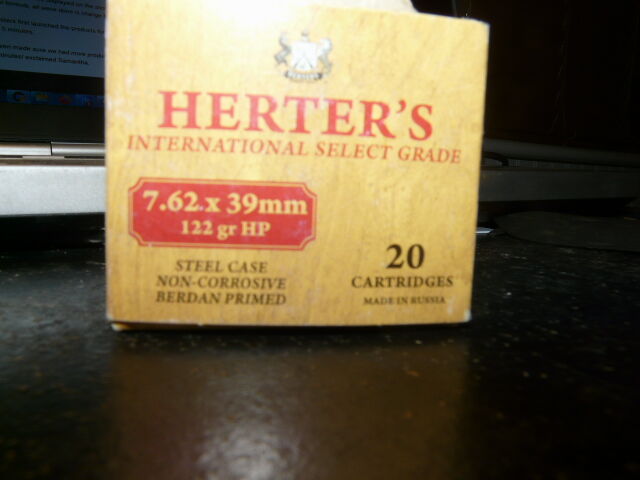 HERTER'S
INTERNATIONAL SELECT GRADE
7.62 x 39mm
122 gr HP
STEEL CASE
NON-CORROSIVE
BERDAN PRIMED
20
CARTRIDGES
MADE IN RUSSIA